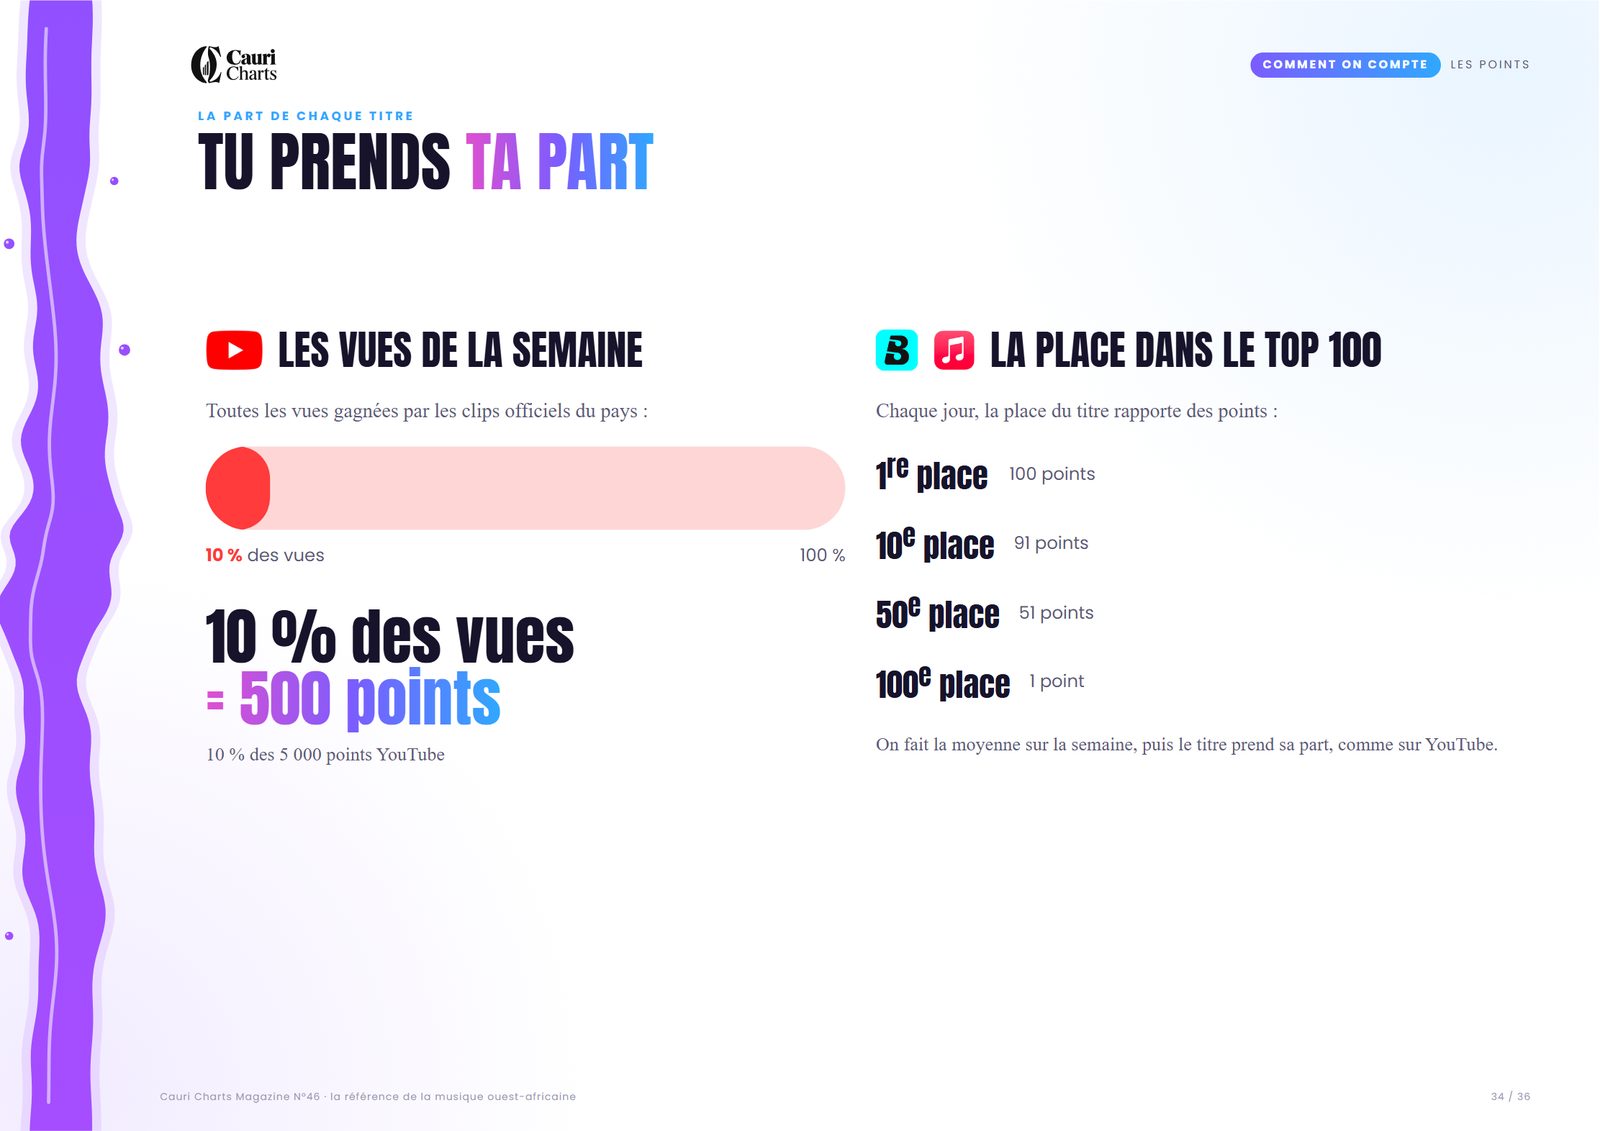 Cauri
Charts
COMMENT ON COMPTE LES POINTS
LA PART DE CHAQUE TITRE
TU PRENDS TA PART
LES VUES DE LA SEMAINE
Toutes les vues gagnées par les clips officiels du pays :
10 % des vues 100 %
10 % des vues
= 500 points
10 % des 5 000 points YouTube
LA PLACE DANS LE TOP 100
Chaque jour, la place du titre rapporte des points :
1re place 100 points
10e place 91 points
50e place 51 points
100e place 1 point
On fait la moyenne sur la semaine, puis le titre prend sa part, comme sur YouTube.
Cauri Charts Magazine N°46 · la référence de la musique ouest-africaine
34 / 36